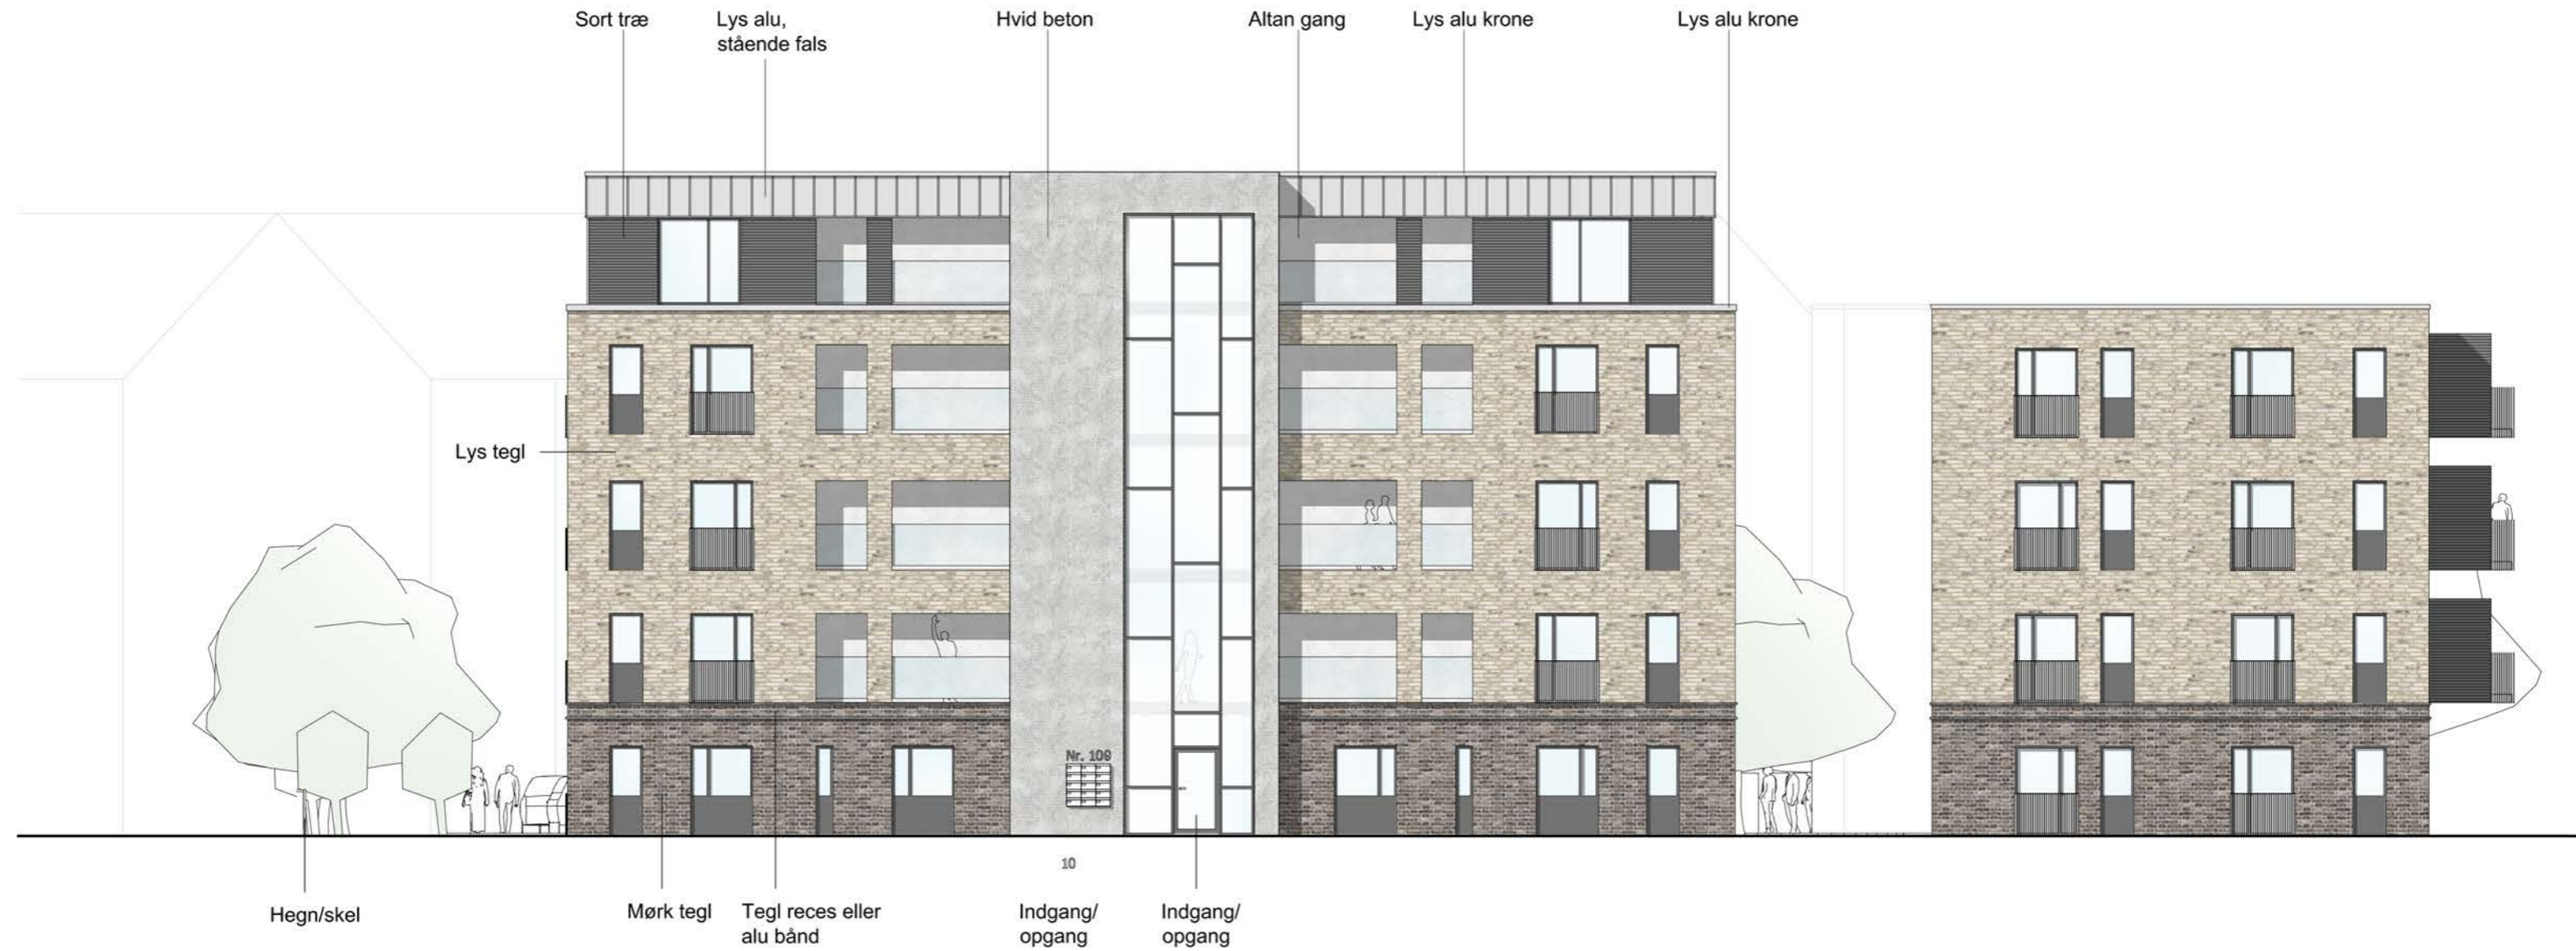 Sort træ
Lys alu,
stående fals
Hvid beton
Altan gang
Lys alu krone
Lys alu krone
Lys tegl
Nr. 109
10
Hegn/skel
Mørk tegl
Tegl reces eller
alu bånd
Indgang/
opgang
Indgang/
opgang